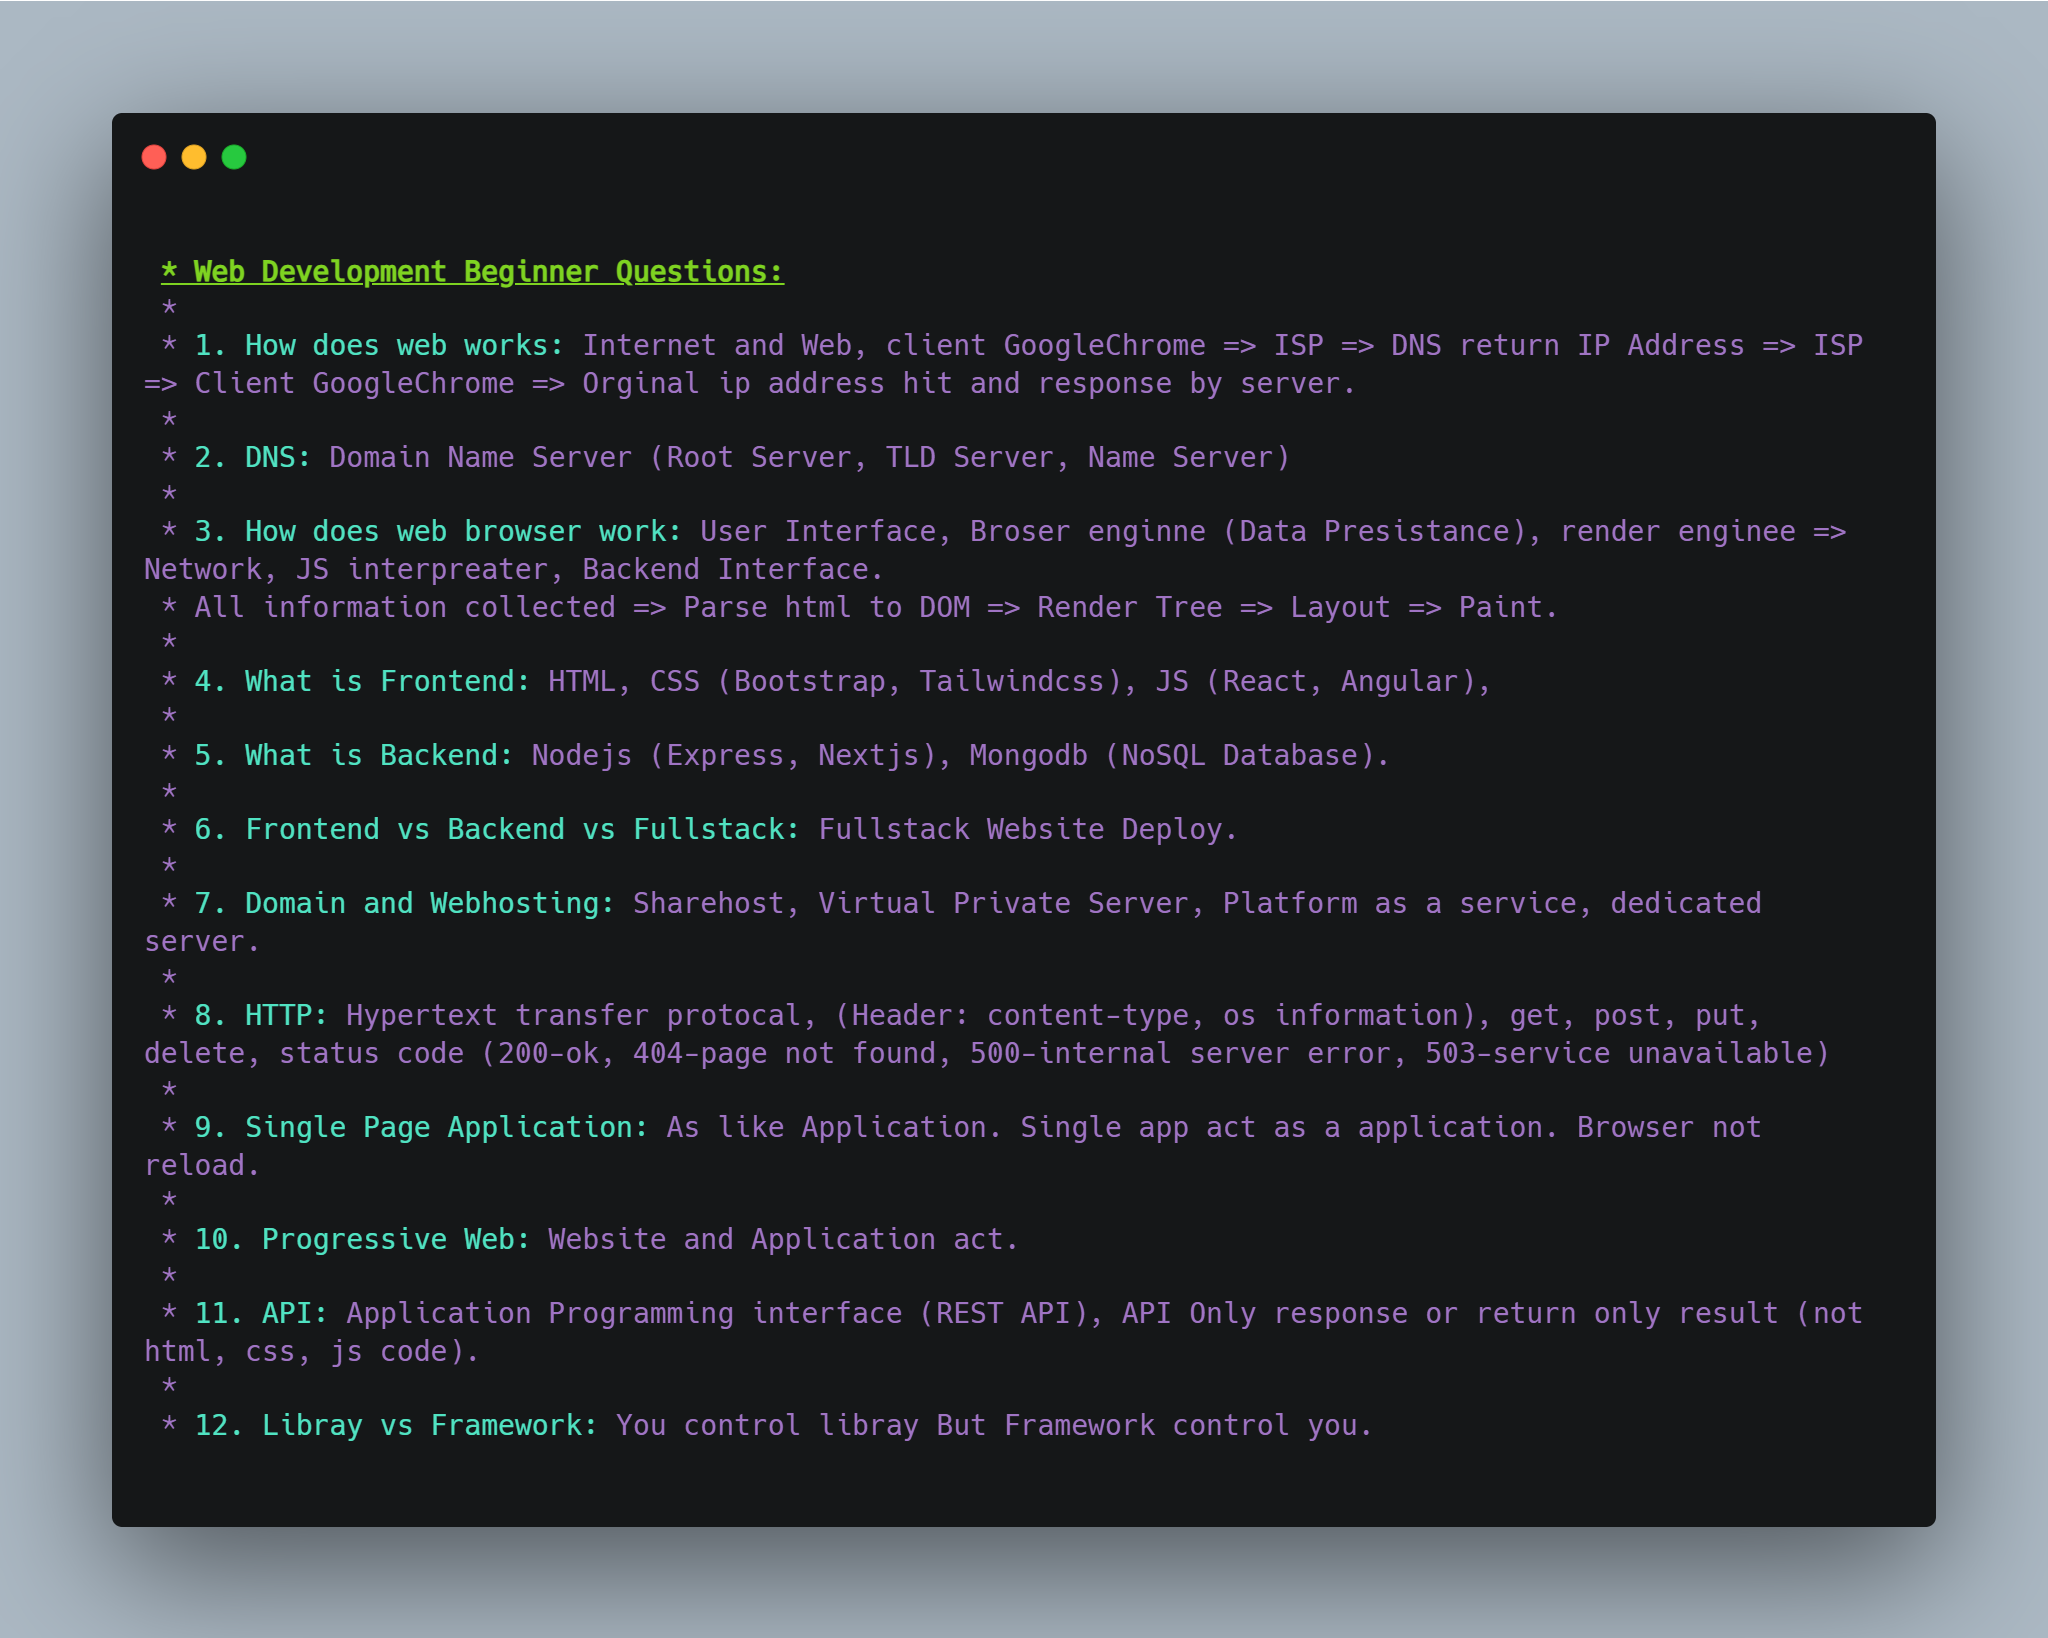 * Web Development Beginner Questions:
*
* 1. How does web works: Internet and Web, client GoogleChrome => ISP => DNS return IP Address => ISP
=> Client GoogleChrome => Orginal ip address hit and response by server.
*
* 2. DNS: Domain Name Server (Root Server, TLD Server, Name Server)
*
* 3. How does web browser work: User Interface, Broser enginne (Data Presistance), render enginee =>
Network, JS interpreater, Backend Interface.
* All information collected => Parse html to DOM => Render Tree => Layout => Paint.
*
* 4. What is Frontend: HTML, CSS (Bootstrap, Tailwindcss), JS (React, Angular),
*
* 5. What is Backend: Nodejs (Express, Nextjs), Mongodb (NoSQL Database).
*
* 6. Frontend vs Backend vs Fullstack: Fullstack Website Deploy.
*
* 7. Domain and Webhosting: Sharehost, Virtual Private Server, Platform as a service, dedicated
server.
*
* 8. HTTP: Hypertext transfer protocal, (Header: content-type, os information), get, post, put,
delete, status code (200-ok, 404-page not found, 500-internal server error, 503-service unavailable)
*
* 9. Single Page Application: As like Application. Single app act as a application. Browser not
reload.
*
* 10. Progressive Web: Website and Application act.
*
* 11. API: Application Programming interface (REST API), API Only response or return only result (not
html, css, js code).
*
* 12. Libray vs Framework: You control libray But Framework control you.